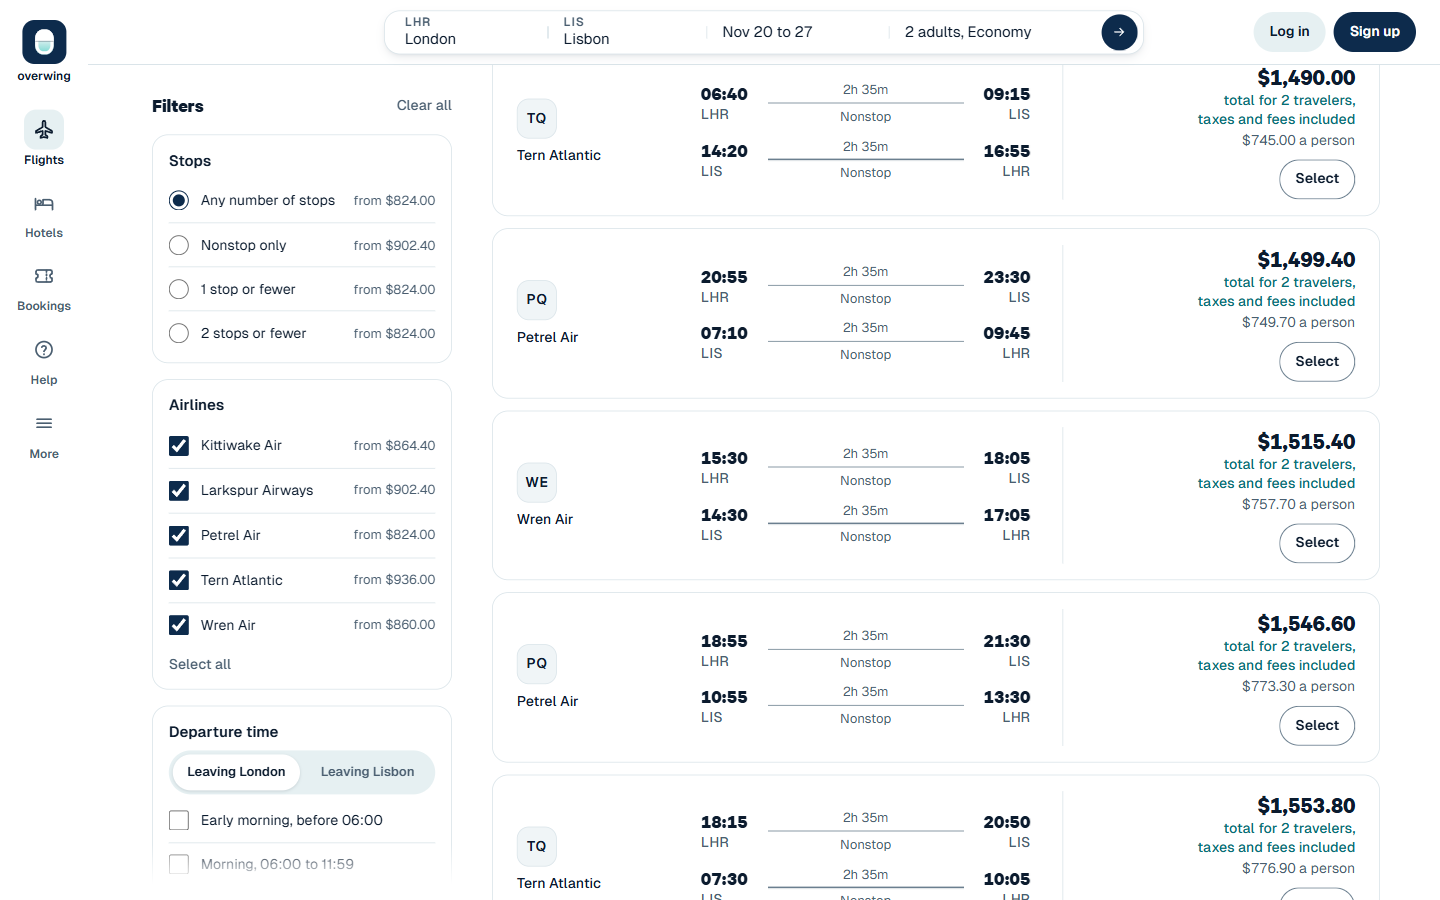 overwing
Flights
Hotels
Bookings
Help
More
LHR
London
LIS
Lisbon
Nov 20 to 27
2 adults, Economy
Log in
Sign up
Filters
Clear all
Stops
Any number of stops from $824.00
Nonstop only from $902.40
1 stop or fewer from $824.00
2 stops or fewer from $824.00
Airlines
Kittiwake Air from $864.40
Larkspur Airways from $902.40
Petrel Air from $824.00
Tern Atlantic from $936.00
Wren Air from $860.00
Select all
Departure time
Leaving London Leaving Lisbon
Early morning, before 06:00
Morning, 06:00 to 11:59
TQ
Tern Atlantic
06:40 2h 35m 09:15
LHR Nonstop LIS
14:20 2h 35m 16:55
LIS Nonstop LHR
$1,490.00
total for 2 travelers,
taxes and fees included
$745.00 a person
Select
PQ
Petrel Air
20:55 2h 35m 23:30
LHR Nonstop LIS
07:10 2h 35m 09:45
LIS Nonstop LHR
$1,499.40
total for 2 travelers,
taxes and fees included
$749.70 a person
Select
WE
Wren Air
15:30 2h 35m 18:05
LHR Nonstop LIS
14:30 2h 35m 17:05
LIS Nonstop LHR
$1,515.40
total for 2 travelers,
taxes and fees included
$757.70 a person
Select
PQ
Petrel Air
18:55 2h 35m 21:30
LHR Nonstop LIS
10:55 2h 35m 13:30
LIS Nonstop LHR
$1,546.60
total for 2 travelers,
taxes and fees included
$773.30 a person
Select
TQ
Tern Atlantic
18:15 2h 35m 20:50
LHR Nonstop LIS
07:30 2h 35m 10:05
LIS Nonstop LHR
$1,553.80
total for 2 travelers,
taxes and fees included
$776.90 a person